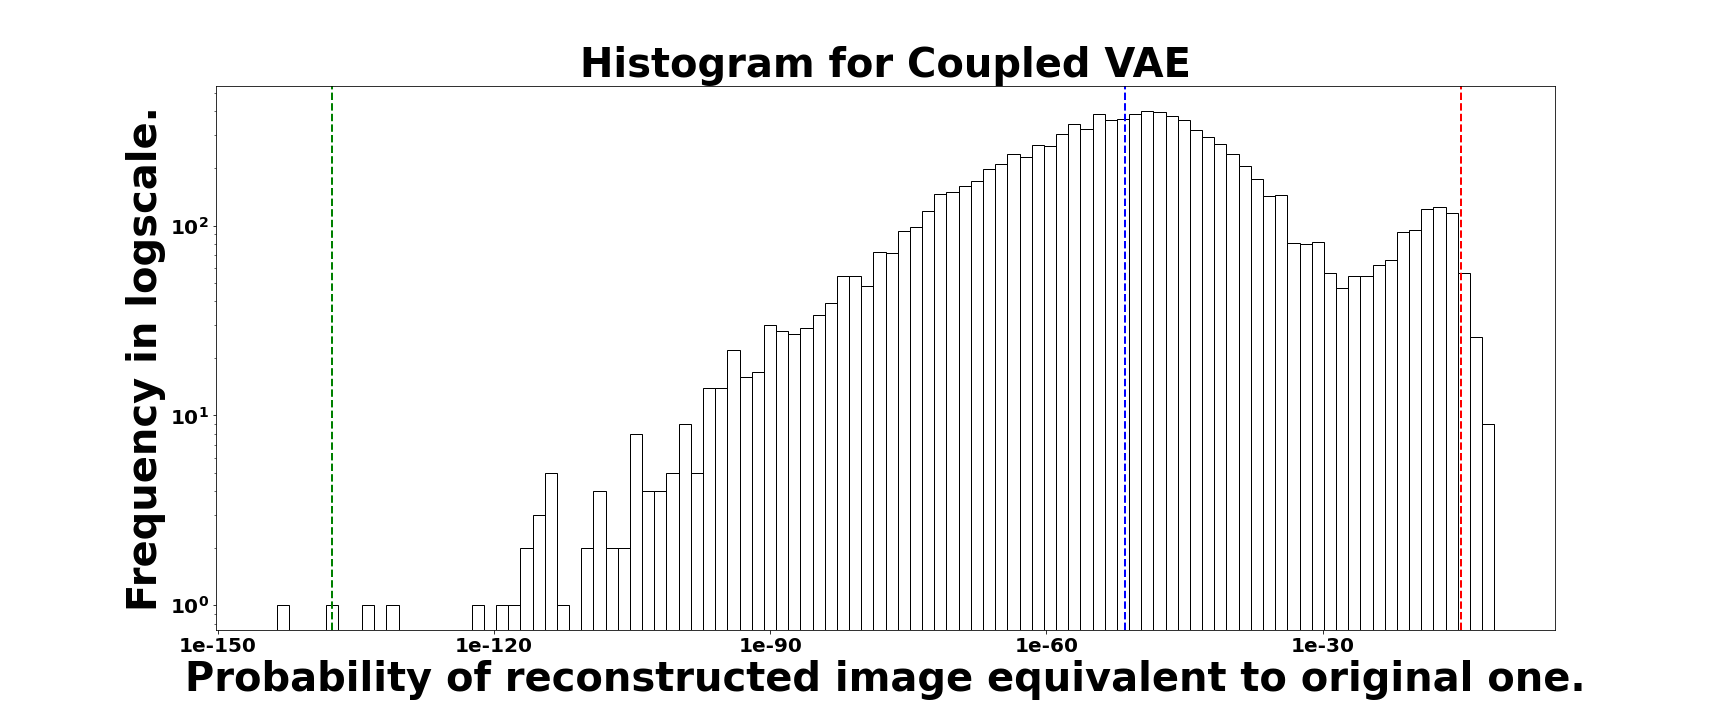 Histogram for Coupled VAE
Frequency in logscale.
10²
10¹
10⁰
1e-150 1e-120 1e-90 1e-60 1e-30
Probability of reconstructed image equivalent to original one.